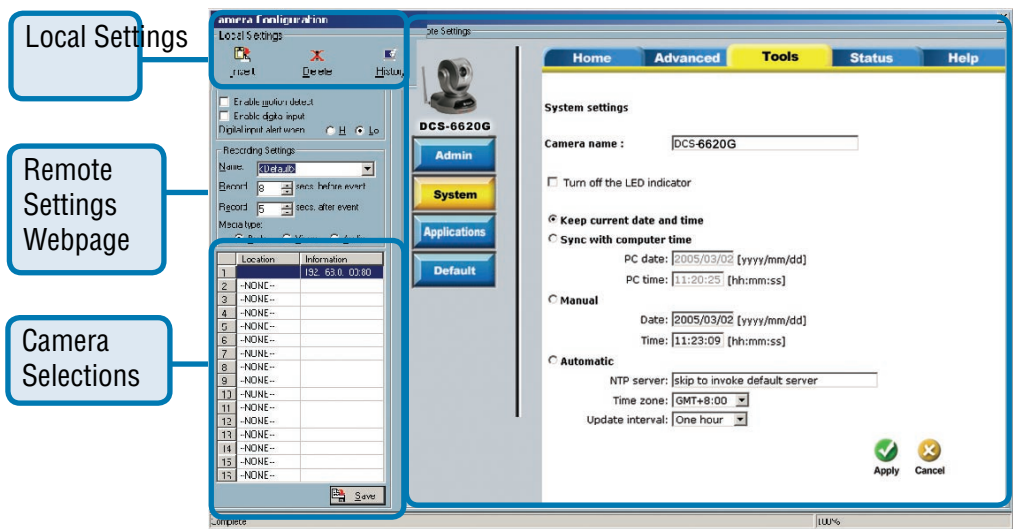 Local Settings
Remote
Settings
Webpage
Camera
Selections
amera Configuration
Local Settings
Insert Delete History
Enable motion detect
Enable digital input
Digital input alert when H Lo
Recording Settings
Name: <Default>
Record 8 secs. before event
Record 5 secs. after event
Media type:
Location Information
1
2 --NONE--
3 --NONE--
4 --NONE--
5 --NONE--
6 --NONE--
7 --NONE--
8 --NONE--
9 --NONE--
10 --NONE--
11 --NONE--
12 --NONE--
13 --NONE--
14 --NONE--
15 --NONE--
16 --NONE--
Save
Complete
ote Settings
DCS-6620G
Admin
System
Applications
Default
Home Advanced Tools Status Help
System settings
Camera name : DCS-6620G
Turn off the LED indicator
Keep current date and time
Sync with computer time
PC date: 2005/03/02 [yyyy/mm/dd]
PC time: 11:20:25 [hh:mm:ss]
Manual
Date: 2005/03/02 [yyyy/mm/dd]
Time: 11:23:09 [hh:mm:ss]
Automatic
NTP server: skip to invoke default server
Time zone: GMT+8:00
Update interval: One hour
Apply Cancel
100%